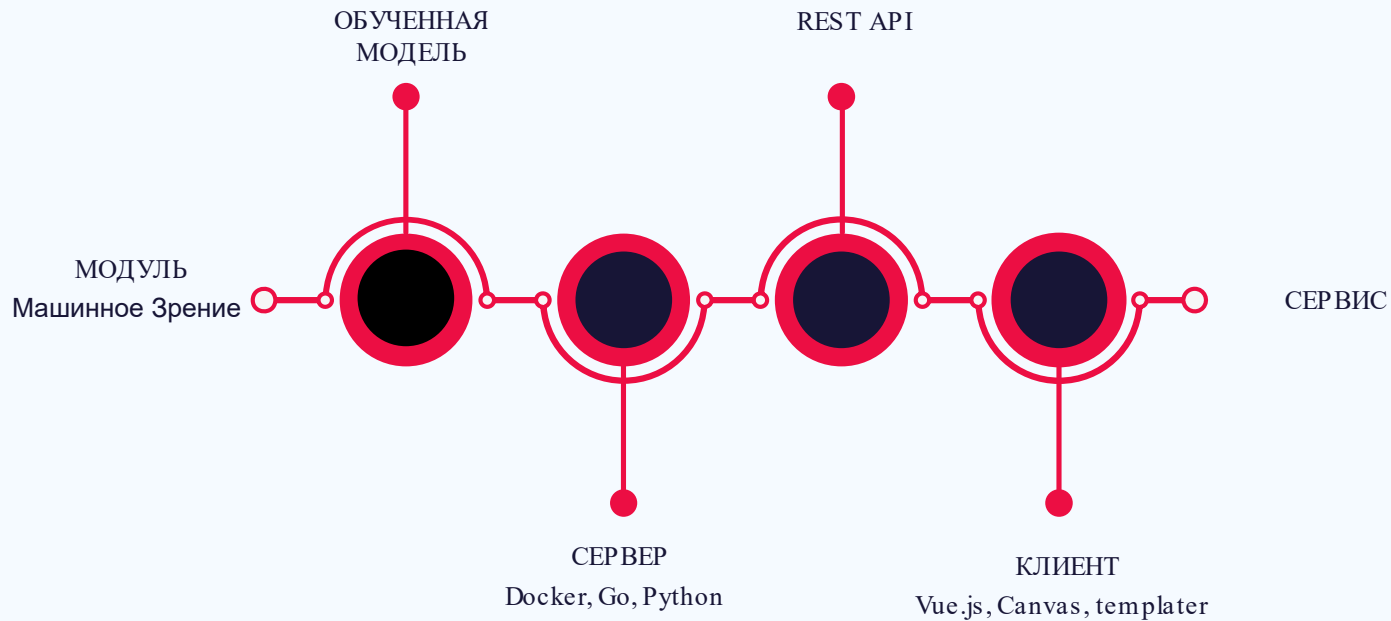 ОБУЧЕННАЯ
МОДЕЛЬ
REST API
МОДУЛЬ
Машинное Зрение
СЕРВИС
СЕРВЕР
Docker, Go, Python
КЛИЕНТ
Vue.js, Canvas, templater